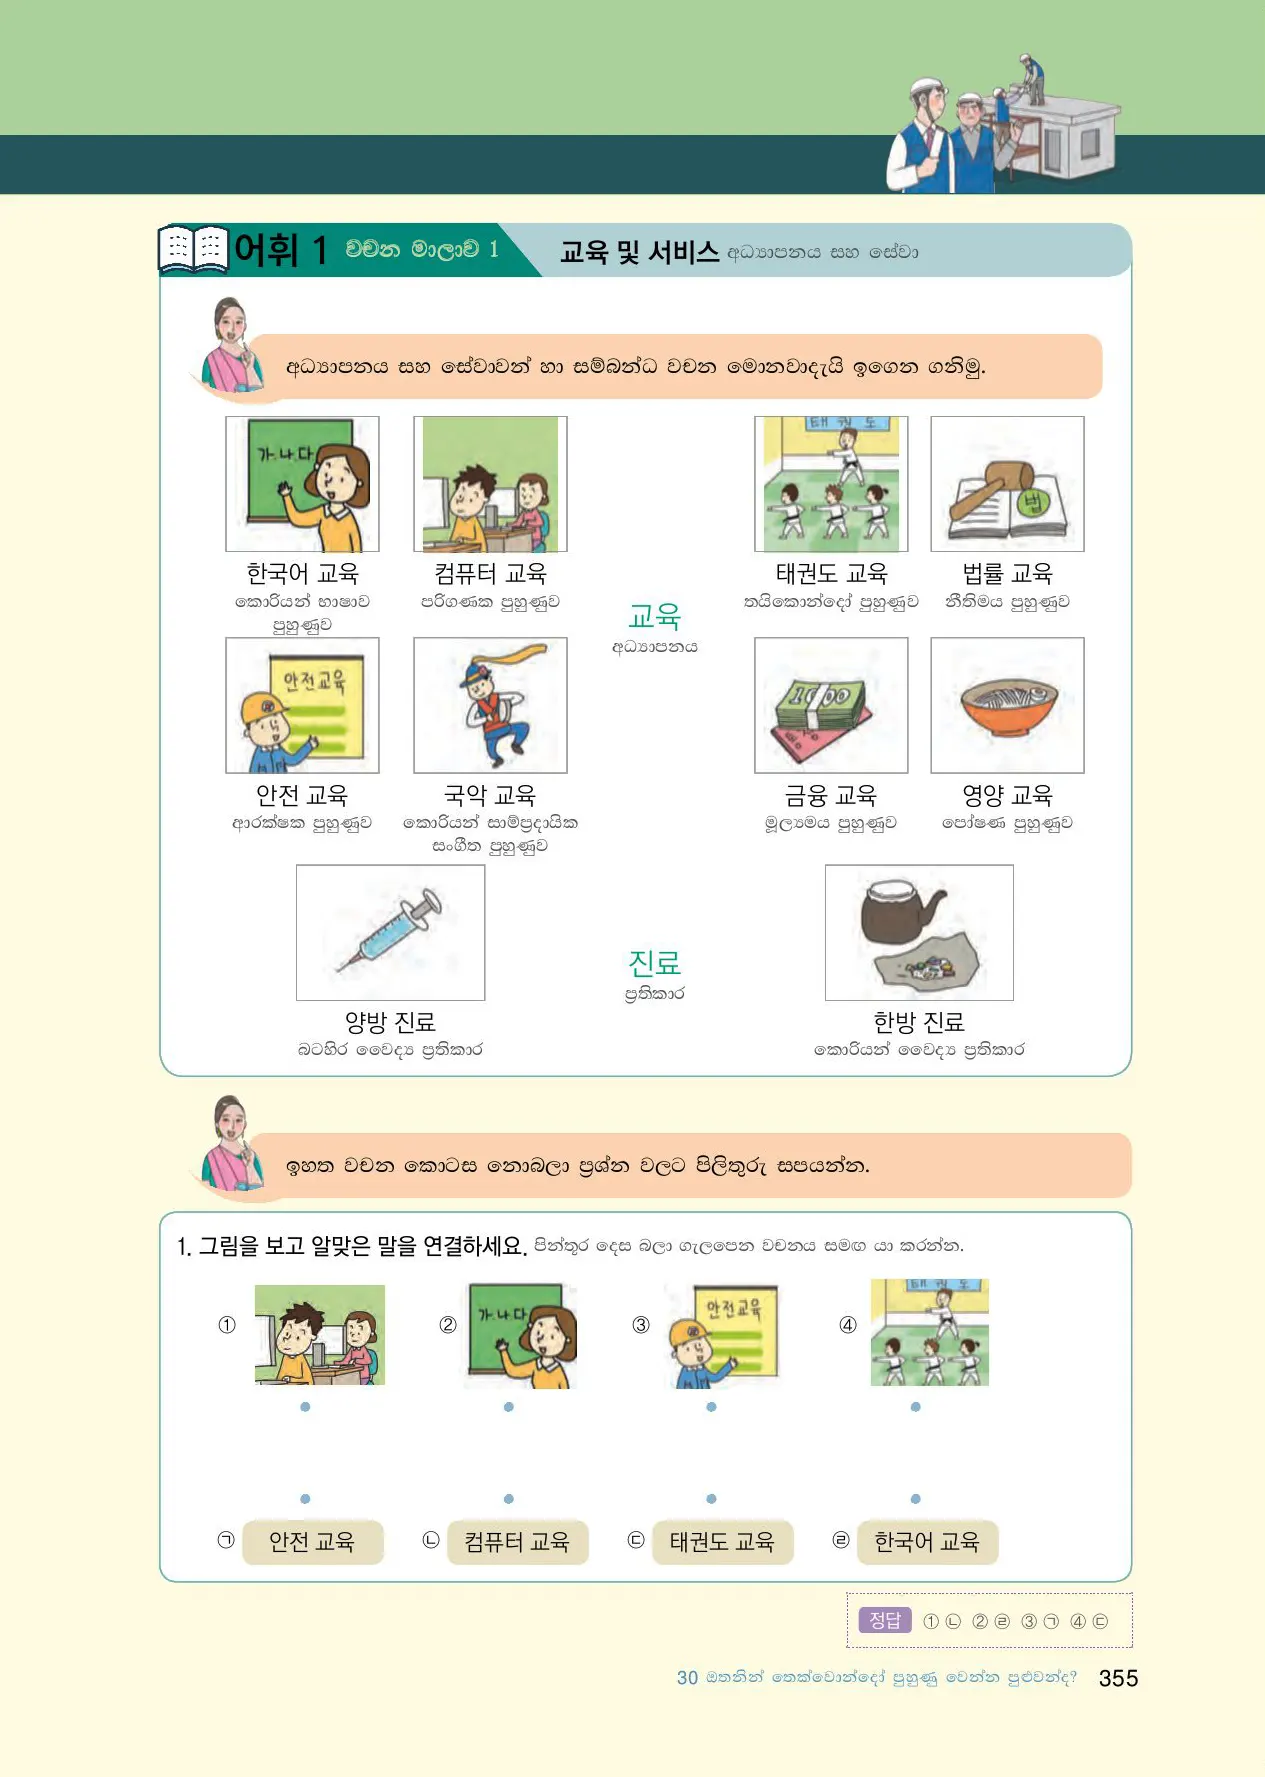 어휘 1 වචන මාලාව 1 교육 및 서비스 අධ්‍යාපනය සහ සේවා
අධ්‍යාපනය සහ සේවාවන් හා සම්බන්ධ වචන මොනවාදැයි ඉගෙන ගනිමු.
가 나 다
태권도
법
한국어 교육
කොරියන් භාෂාව
පුහුණුව
컴퓨터 교육
පරිගණක පුහුණුව
교육
අධ්‍යාපනය
태권도 교육
තයිකොන්දෝ පුහුණුව
법률 교육
නීතිමය පුහුණුව
안전교육
1000
안전 교육
ආරක්ෂක පුහුණුව
국악 교육
කොරියන් සාම්ප්‍රදායික
සංගීත පුහුණුව
금융 교육
මූල්‍යමය පුහුණුව
영양 교육
පෝෂණ පුහුණුව
진료
ප්‍රතිකාර
양방 진료
බටහිර වෛද්‍ය ප්‍රතිකාර
한방 진료
කොරියන් වෛද්‍ය ප්‍රතිකාර
ඉහත වචන කොටස නොබලා ප්‍රශ්න වලට පිලිතුරු සපයන්න.
1. 그림을 보고 알맞은 말을 연결하세요. පින්තූර දෙස බලා ගැලපෙන වචනය සමඟ යා කරන්න.
① ② ③ ④
가 나 다
안전교육
태권도
㉠ 안전 교육 ㉡ 컴퓨터 교육 ㉢ 태권도 교육 ㉣ 한국어 교육
정답 ① ㉡ ② ㉣ ③ ㉠ ④ ㉢
30 ඔතනින් තෙක්වොන්දෝ පුහුණු වෙන්න පුළුවන්ද? 355